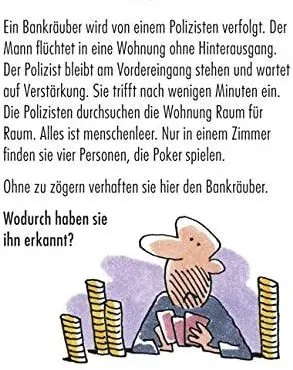 Ein Bankräuber wird von einem Polizisten verfolgt. Der
Mann flüchtet in eine Wohnung ohne Hinterausgang.
Der Polizist bleibt am Vordereingang stehen und wartet
auf Verstärkung. Sie trifft nach wenigen Minuten ein.
Die Polizisten durchsuchen die Wohnung Raum für
Raum. Alles ist menschenleer. Nur in einem Zimmer
finden sie vier Personen, die Poker spielen.
Ohne zu zögern verhaften sie hier den Bankräuber.
Wodurch haben sie
ihn erkannt?